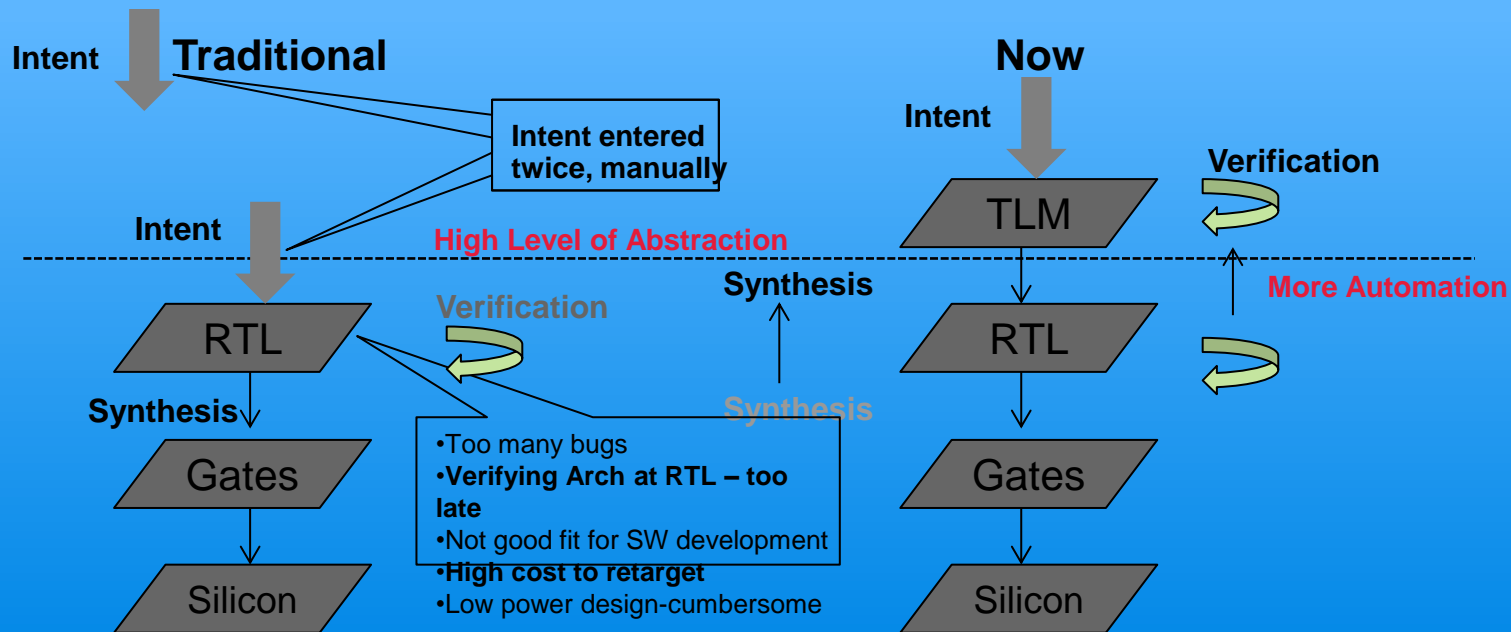 Traditional
Intent
Intent entered
twice, manually
Intent
High Level of Abstraction
RTL
Verification
Synthesis
Gates
Silicon
•Too many bugs
•Verifying Arch at RTL – too
late
•Not good fit for SW development
•High cost to retarget
•Low power design-cumbersome
Synthesis
Synthesis
Now
Intent
Verification
TLM
More Automation
RTL
Gates
Silicon